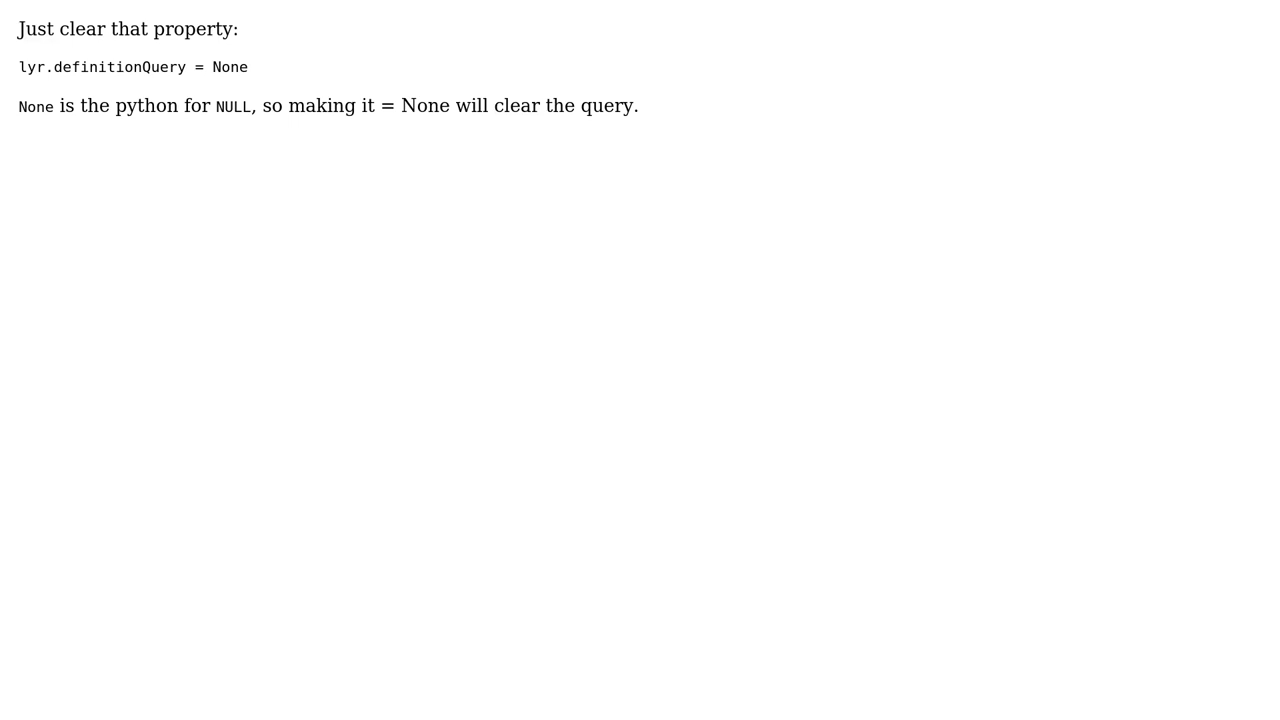 Just clear that property:
lyr.definitionQuery = None
None is the python for NULL, so making it = None will clear the query.